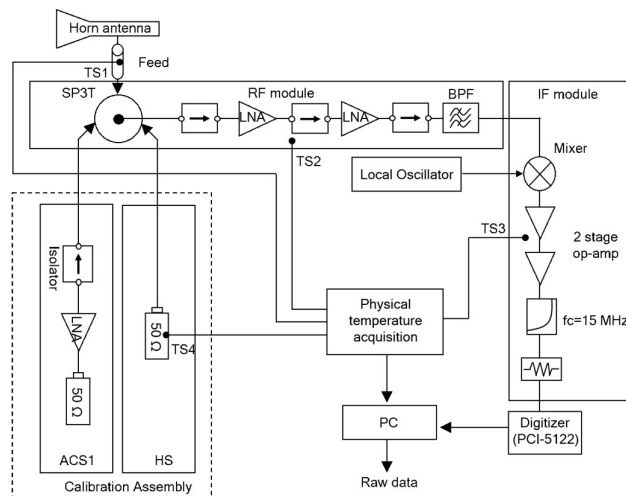 Horn antenna
TS1
Feed
SP3T
RF module
BPF
IF module
LNA
LNA
TS2
Mixer
Local Oscillator
TS3
2 stage
op-amp
Isolator
Physical
temperature
acquisition
fc=15 MHz
LNA
50 Ω
TS4
50 Ω
PC
Digitizer
(PCI-5122)
ACS1
HS
Raw data
Calibration Assembly